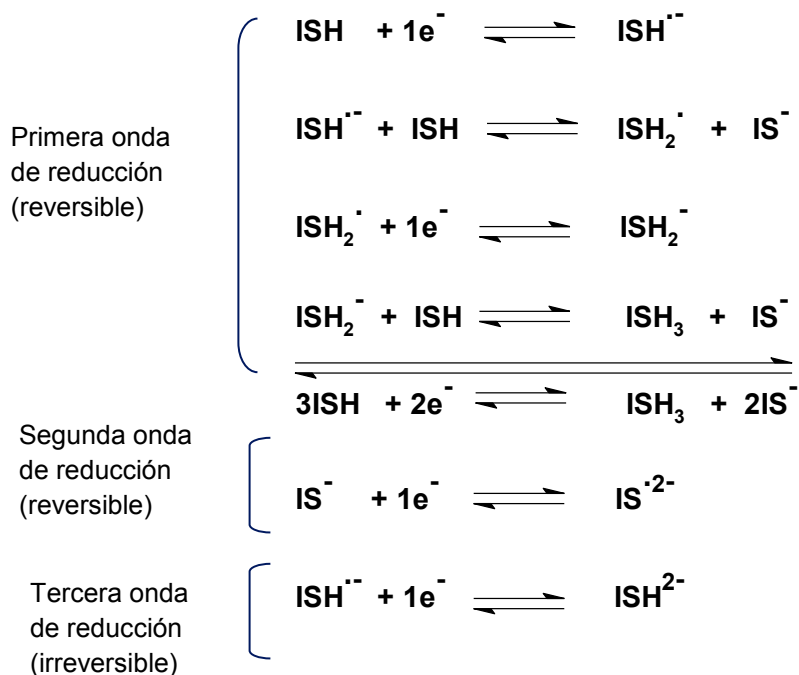 ISH + 1e⁻ ⇌ ISH˙⁻
Primera onda
de reducción
(reversible)
ISH˙⁻ + ISH ⇌ ISH₂˙ + IS⁻
ISH₂˙ + 1e⁻ ⇌ ISH₂⁻
ISH₂⁻ + ISH ⇌ ISH₃ + IS⁻
3ISH + 2e⁻ ⇌ ISH₃ + 2IS⁻
Segunda onda
de reducción
(reversible)
IS⁻ + 1e⁻ ⇌ IS˙²⁻
Tercera onda
de reducción
(irreversible)
ISH˙⁻ + 1e⁻ ⇌ ISH²⁻